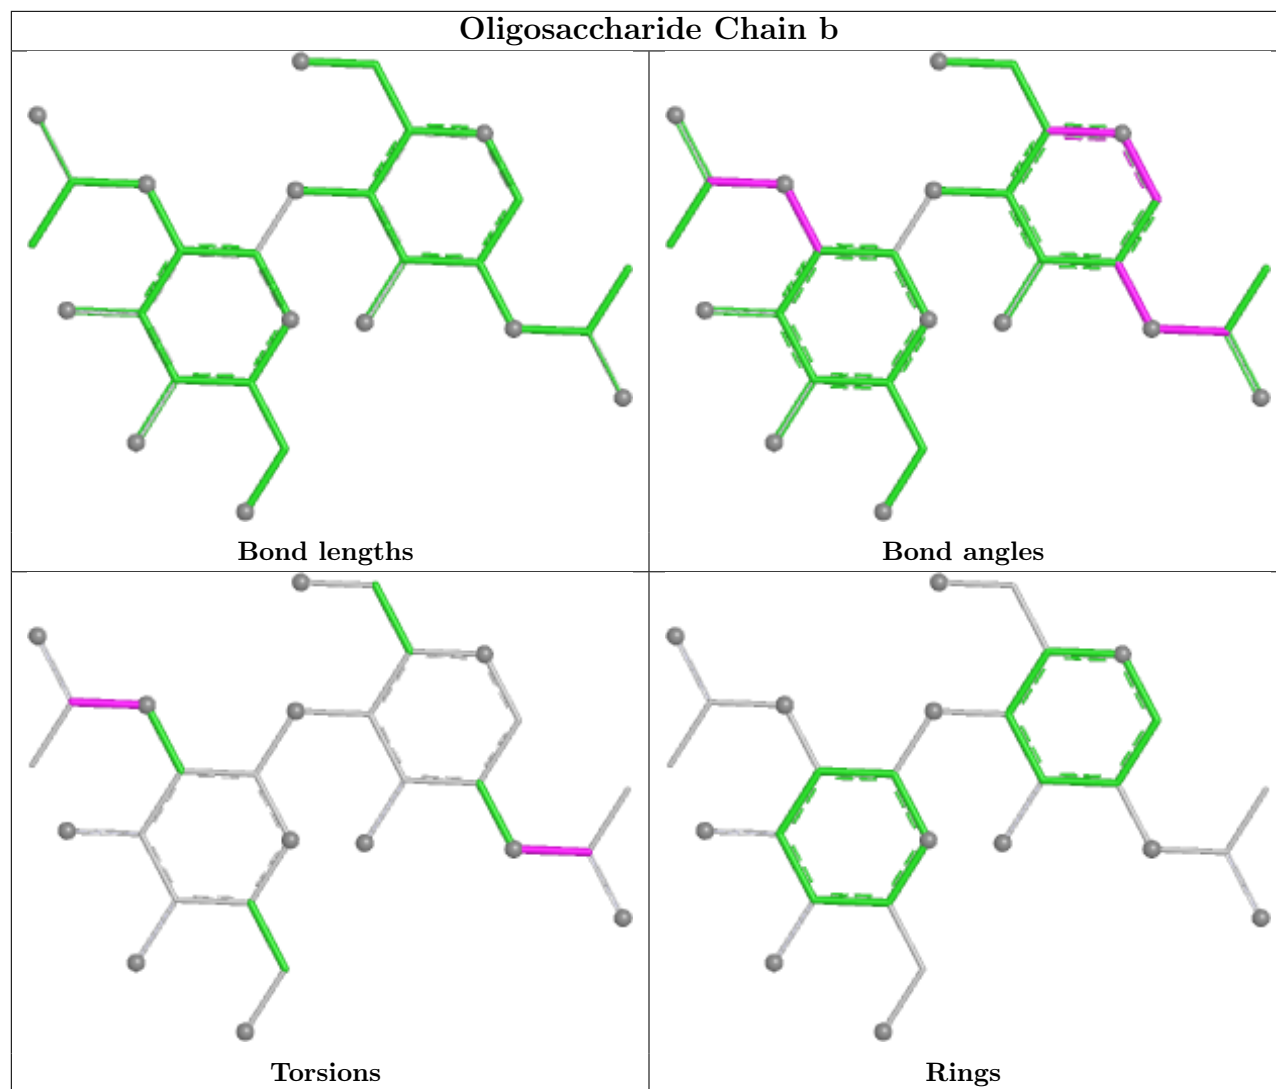 Oligosaccharide Chain b
Bond lengths
Bond angles
Torsions
Rings